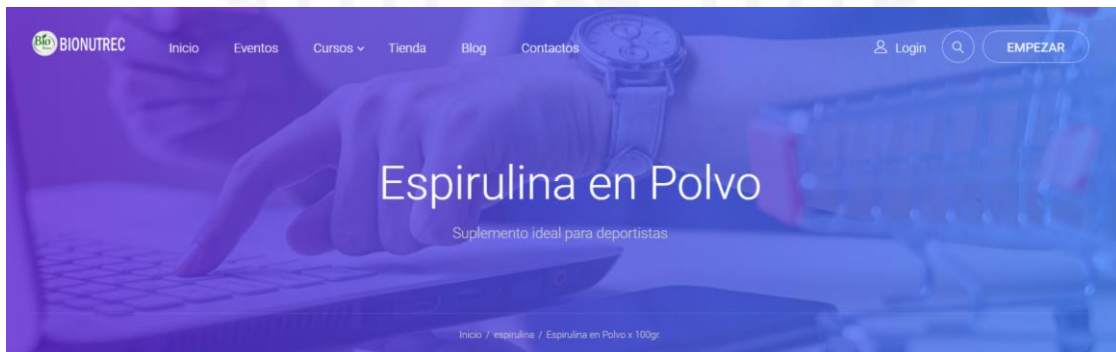 Bio BIONUTREC Inicio Eventos Cursos Tienda Blog Contactos Login EMPEZAR
Espirulina en Polvo
Suplemento ideal para deportistas
Inicio / espirulina / Espirulina en Polvo x 100gr.